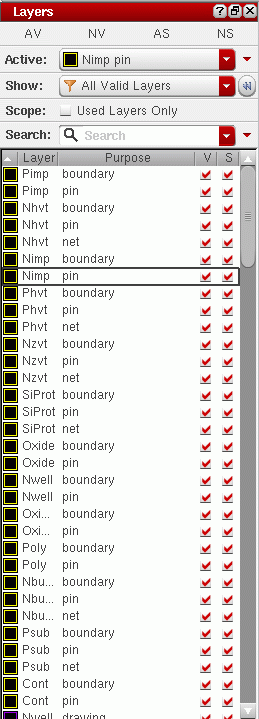 Layers
AV NV AS NS
Active: Nimp pin
Show: All Valid Layers
Scope: Used Layers Only
Search: Search
Layer Purpose V S
Pimp boundary
Pimp pin
Nhvt boundary
Nhvt pin
Nhvt net
Nimp boundary
Nimp pin
Phvt boundary
Phvt pin
Phvt net
Nzvt boundary
Nzvt pin
Nzvt net
SiProt boundary
SiProt pin
SiProt net
Oxide boundary
Oxide pin
Nwell boundary
Nwell pin
Oxi... boundary
Oxi... pin
Poly boundary
Poly pin
Nbu... boundary
Nbu... pin
Nbu... net
Psub boundary
Psub pin
Psub net
Cont boundary
Cont pin
Nwell drawing